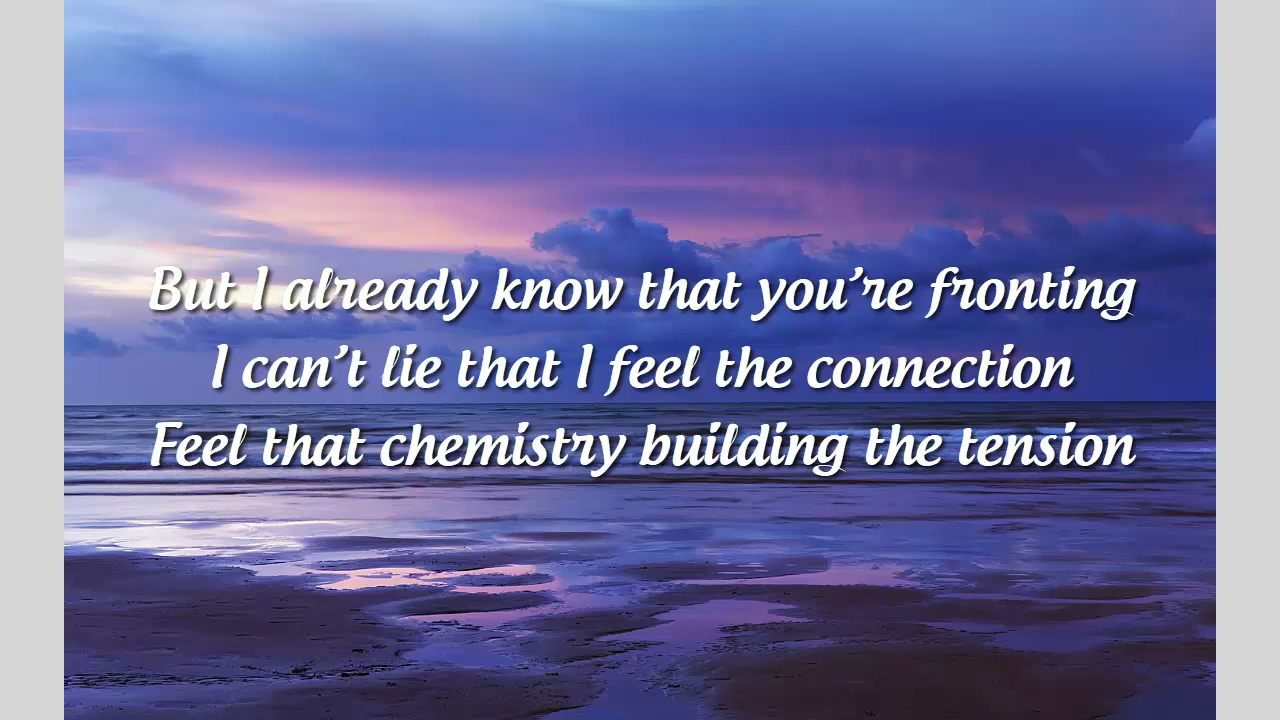 But I already know that you're fronting
I can't lie that I feel the connection
Feel that chemistry building the tension